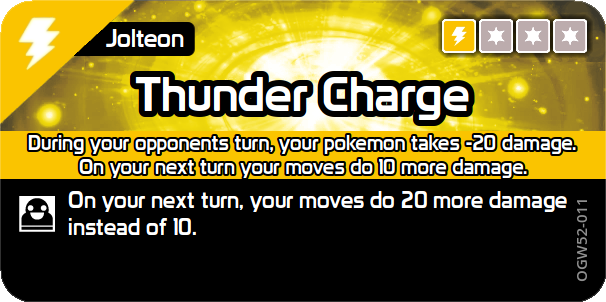 Jolteon
Thunder Charge
During your opponents turn, your pokemon takes -20 damage.
On your next turn your moves do 10 more damage.
On your next turn, your moves do 20 more damage
instead of 10.
OGW52-011